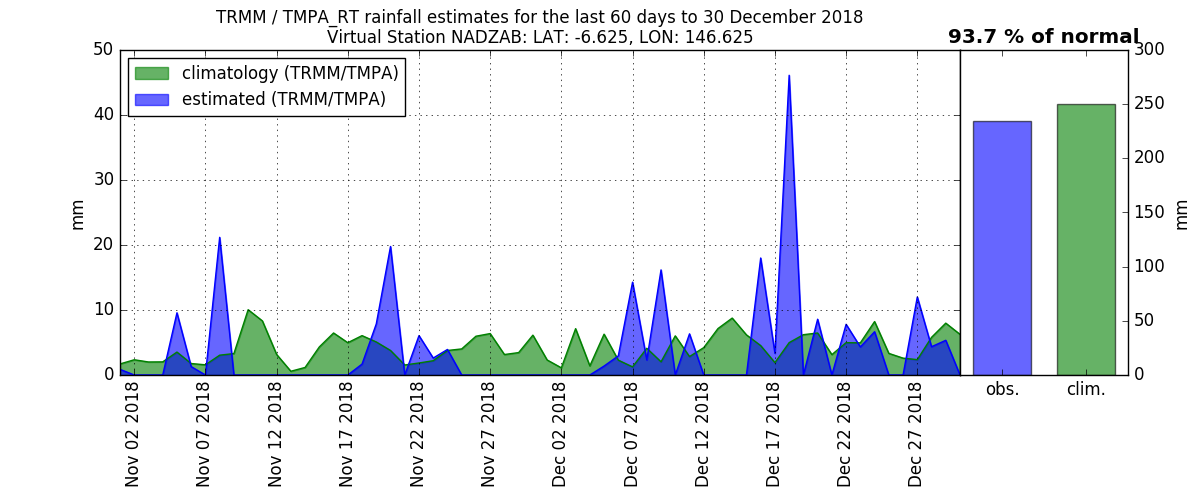 TRMM / TMPA_RT rainfall estimates for the last 60 days to 30 December 2018
Virtual Station NADZAB: LAT: -6.625, LON: 146.625
93.7 % of normal
climatology (TRMM/TMPA)
estimated (TRMM/TMPA)
50
40
30
20
10
0
mm
Nov 02 2018
Nov 07 2018
Nov 12 2018
Nov 17 2018
Nov 22 2018
Nov 27 2018
Dec 02 2018
Dec 07 2018
Dec 12 2018
Dec 17 2018
Dec 22 2018
Dec 27 2018
obs.
clim.
300
250
200
150
100
50
0
mm